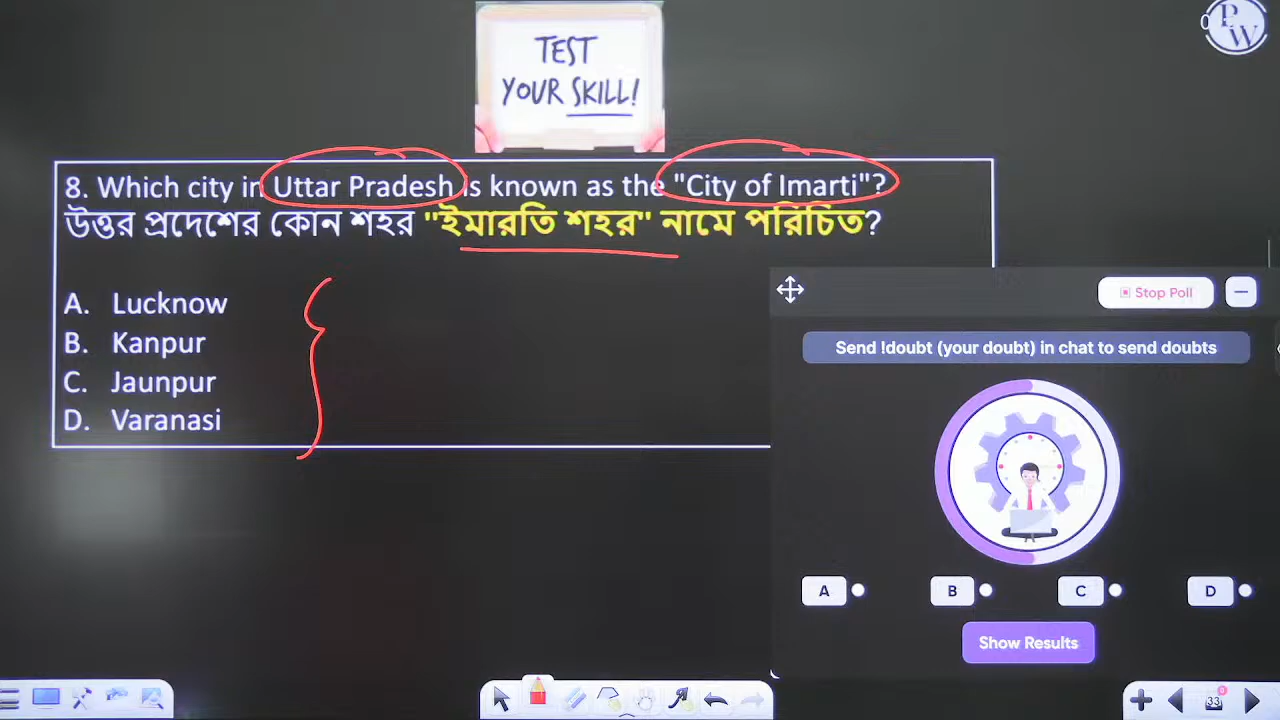 TEST
YOUR SKILL!
PW
8. Which city in Uttar Pradesh is known as the "City of Imarti"?
উত্তর প্রদেশের কোন শহর "ইমারতি শহর" নামে পরিচিত?
A. Lucknow
B. Kanpur
C. Jaunpur
D. Varanasi
Stop Poll
Send !doubt (your doubt) in chat to send doubts
A B C D
Show Results
33